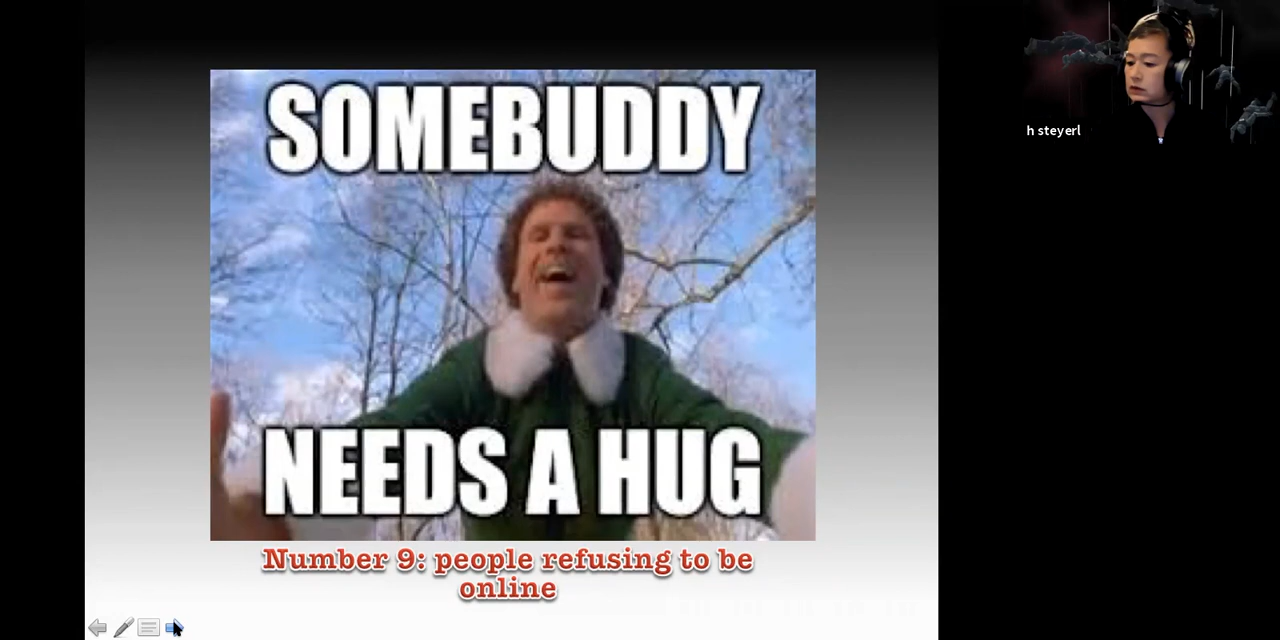 SOMEBUDDY
NEEDS A HUG
Number 9: people refusing to be
online
h steyerl